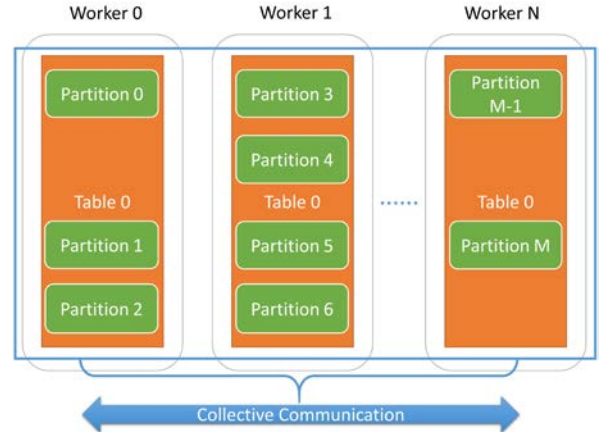 Worker 0
Worker 1
Worker N
Partition 0
Partition 3
Partition
M-1
Partition 4
Table 0
Table 0
......
Table 0
Partition 1
Partition 5
Partition M
Partition 2
Partition 6
Collective Communication